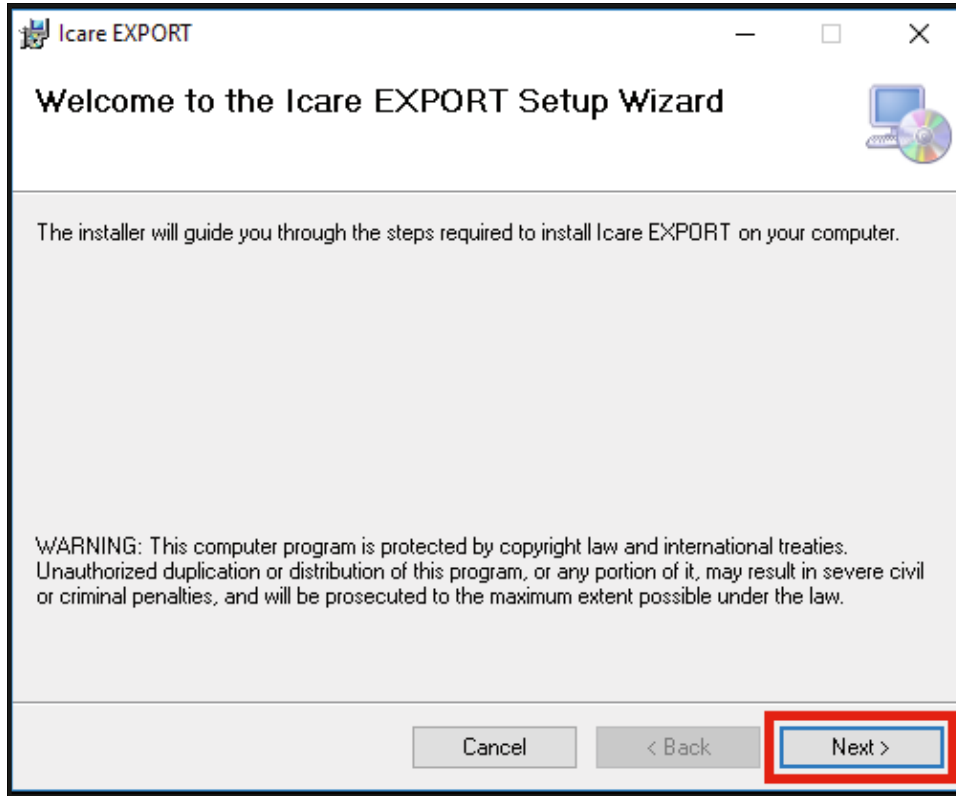 Icare EXPORT
Welcome to the Icare EXPORT Setup Wizard
The installer will guide you through the steps required to install Icare EXPORT on your computer.
WARNING: This computer program is protected by copyright law and international treaties.
Unauthorized duplication or distribution of this program, or any portion of it, may result in severe civil
or criminal penalties, and will be prosecuted to the maximum extent possible under the law.
Cancel
< Back
Next >